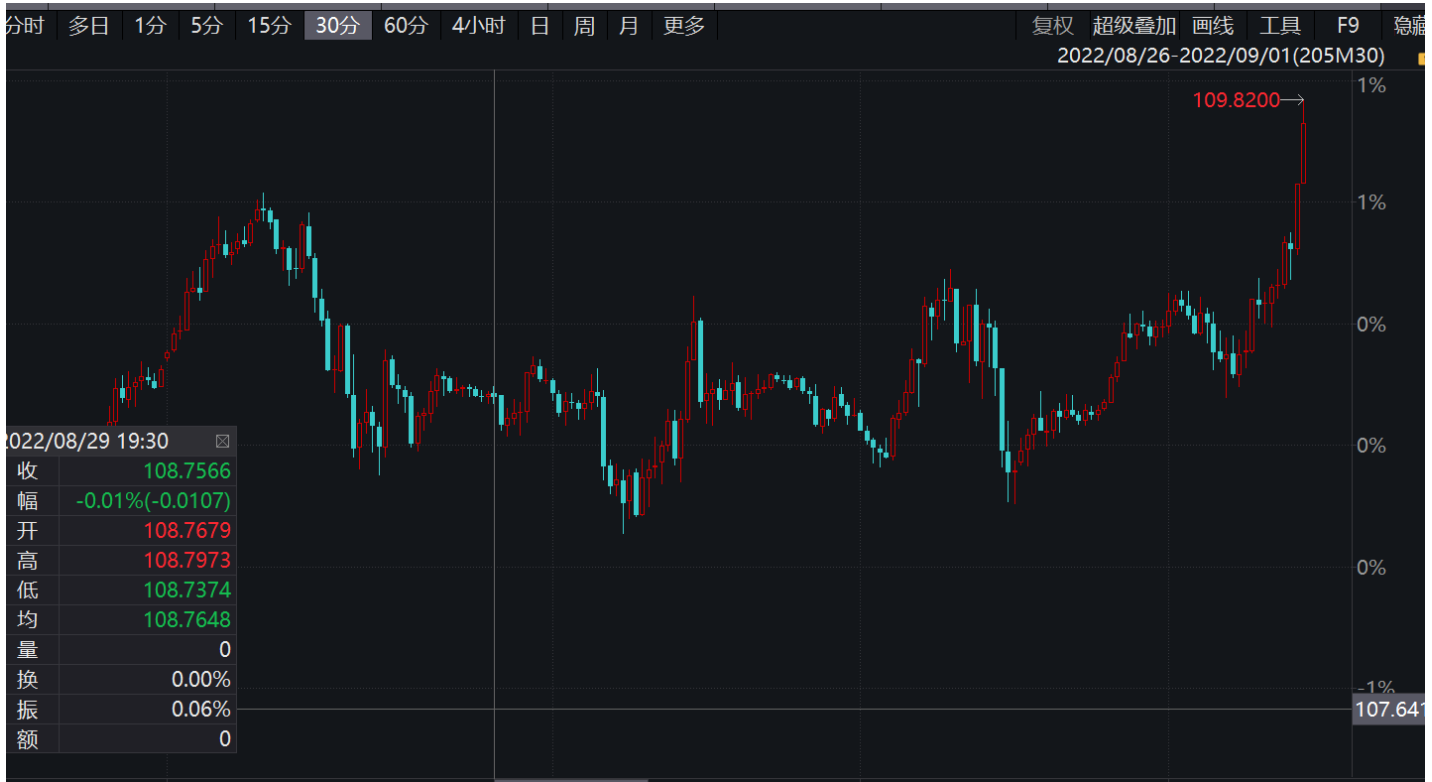 分时 多日 1分 5分 15分 30分 60分 4小时 日 周 月 更多 复权 超级叠加 画线 工具 F9 隐藏
2022/08/26-2022/09/01(205M30)
1%
109.8200
1%
0%
0%
0%
-1%
107.641
2022/08/29 19:30
收 108.7566
幅 -0.01%(-0.0107)
开 108.7679
高 108.7973
低 108.7374
均 108.7648
量 0
换 0.00%
振 0.06%
额 0